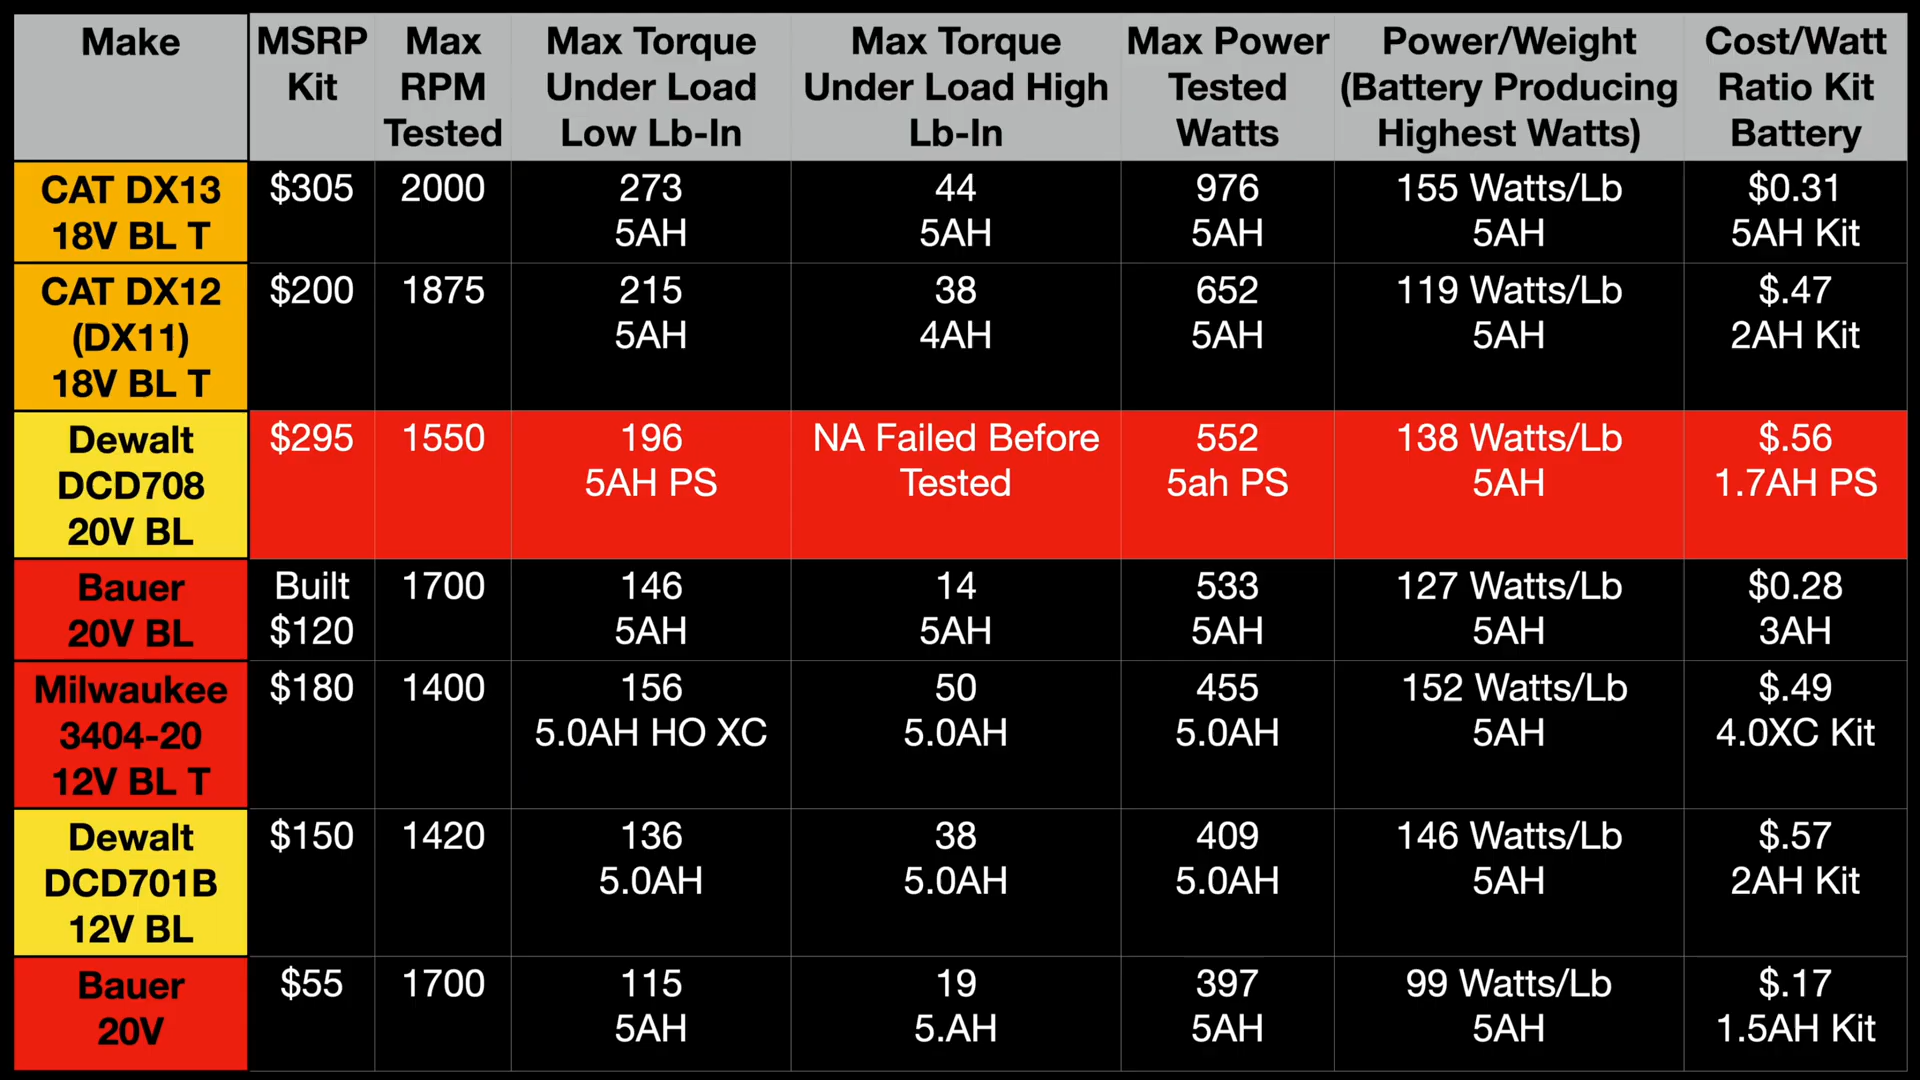 Make
MSRP
Kit
Max
RPM
Tested
Max Torque
Under Load
Low Lb-In
Max Torque
Under Load High
Lb-In
Max Power
Tested
Watts
Power/Weight
(Battery Producing
Highest Watts)
Cost/Watt
Ratio Kit
Battery
CAT DX13
18V BL T
$305
2000
273
5AH
44
5AH
976
5AH
155 Watts/Lb
5AH
$0.31
5AH Kit
CAT DX12
(DX11)
18V BL T
$200
1875
215
5AH
38
4AH
652
5AH
119 Watts/Lb
5AH
$.47
2AH Kit
Dewalt
DCD708
20V BL
$295
1550
196
5AH PS
NA Failed Before
Tested
552
5ah PS
138 Watts/Lb
5AH
$.56
1.7AH PS
Bauer
20V BL
Built
$120
1700
146
5AH
14
5AH
533
5AH
127 Watts/Lb
5AH
$0.28
3AH
Milwaukee
3404-20
12V BL T
$180
1400
156
5.0AH HO XC
50
5.0AH
455
5.0AH
152 Watts/Lb
5AH
$.49
4.0XC Kit
Dewalt
DCD701B
12V BL
$150
1420
136
5.0AH
38
5.0AH
409
5.0AH
146 Watts/Lb
5AH
$.57
2AH Kit
Bauer
20V
$55
1700
115
5AH
19
5.AH
397
5AH
99 Watts/Lb
5AH
$.17
1.5AH Kit